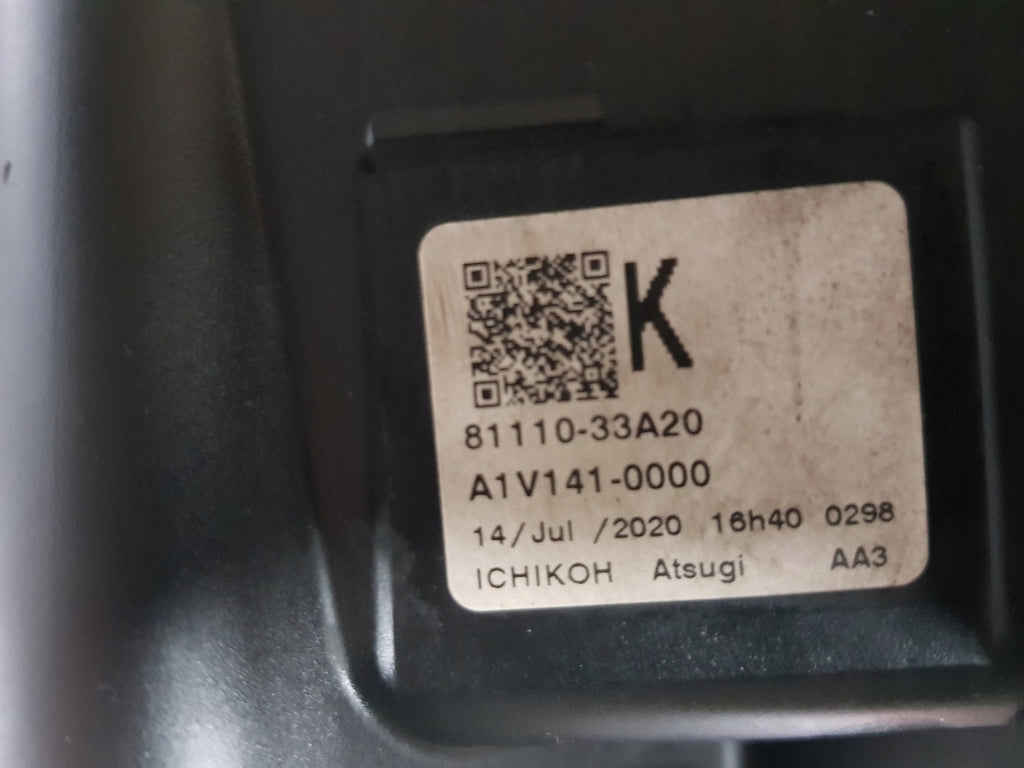 K
81110-33A20
A1V141-0000
14/Jul /2020 16h40 0298
ICHIKOH Atsugi AA3